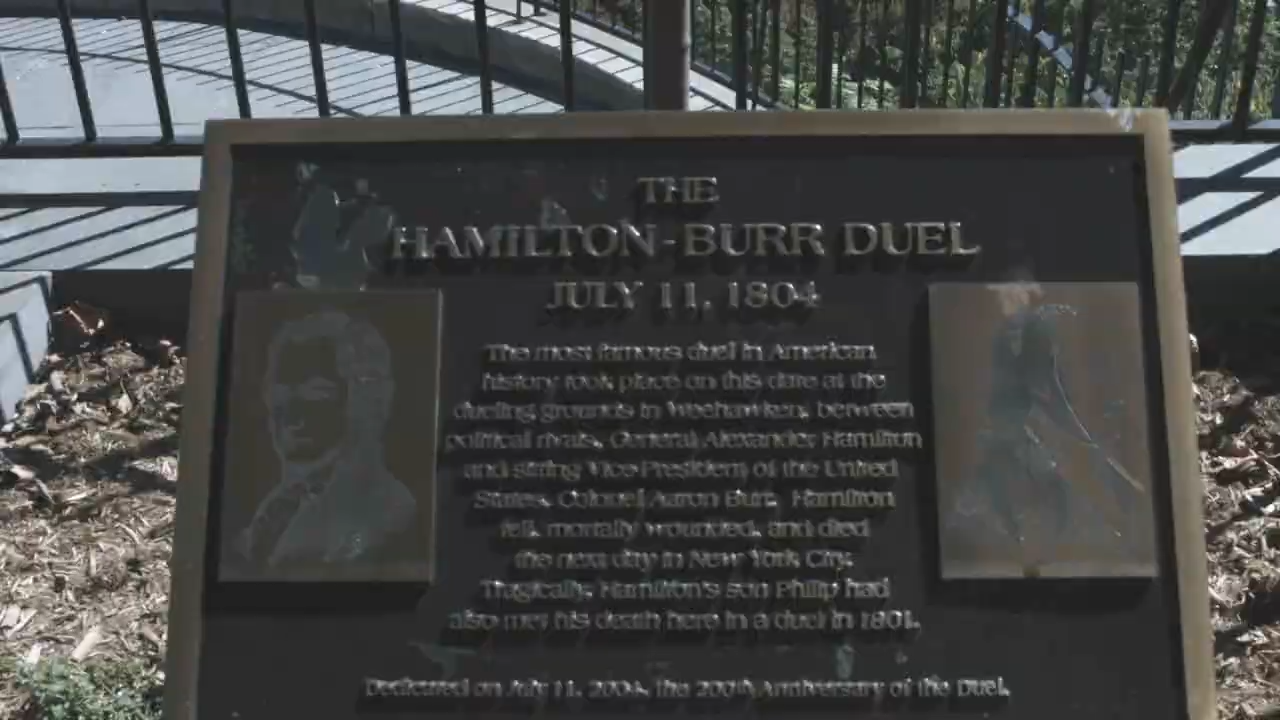 THE
HAMILTON-BURR DUEL
JULY 11, 1804
The most famous duel in American
history took place on this date at the
dueling grounds in Weehawken, between
political rivals, General Alexander Hamilton
and sitting Vice President of the United
States, Colonel Aaron Burr. Hamilton
fell, mortally wounded, and died
the next day in New York City.
Tragically, Hamilton's son Philip had
also met his death here in a duel in 1801.
Dedicated on July 11, 2004, the 200th Anniversary of the Duel.